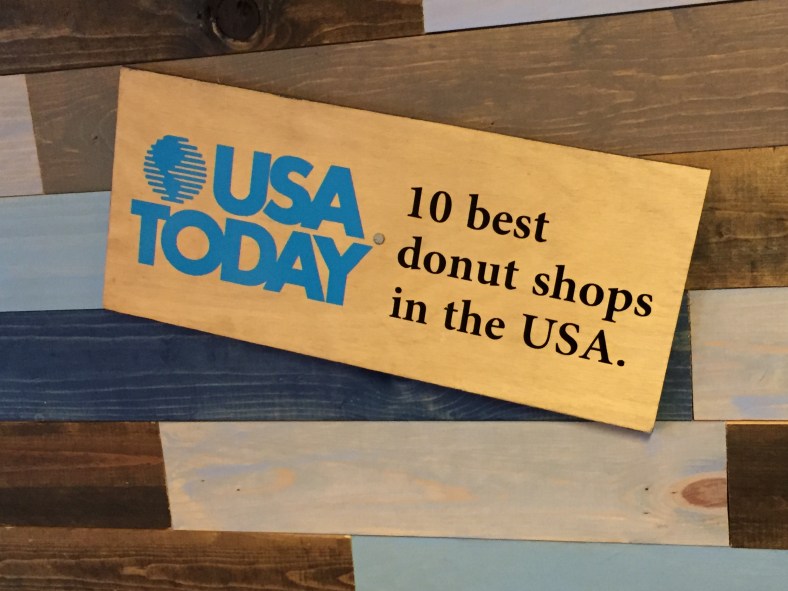 USA
TODAY
10 best
donut shops
in the USA.